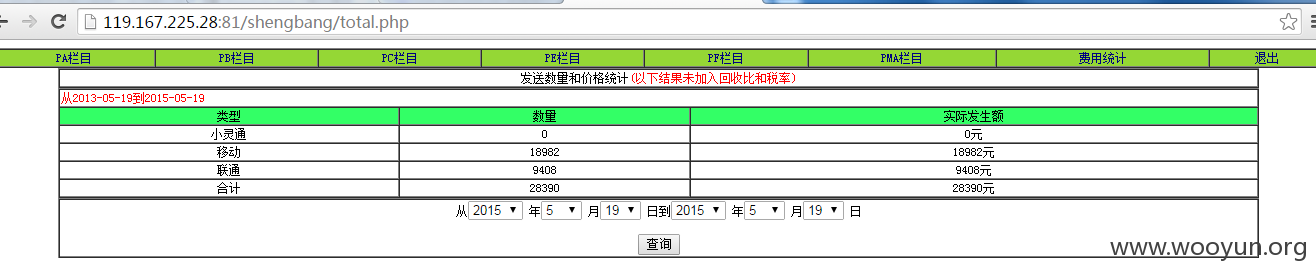 119.167.225.28:81/shengbang/total.php
PA栏目 PB栏目 PC栏目 PE栏目 PF栏目 PMA栏目 费用统计 退出
发送数量和价格统计(以下结果未加入回收比和税率)
从2013-05-19到2015-05-19
类型 数量 实际发生额
小灵通 0 0元
移动 18982 18982元
联通 9408 9408元
合计 28390 28390元
从 2015 年 5 月 19 日到 2015 年 5 月 19 日
查询
www.wooyun.org